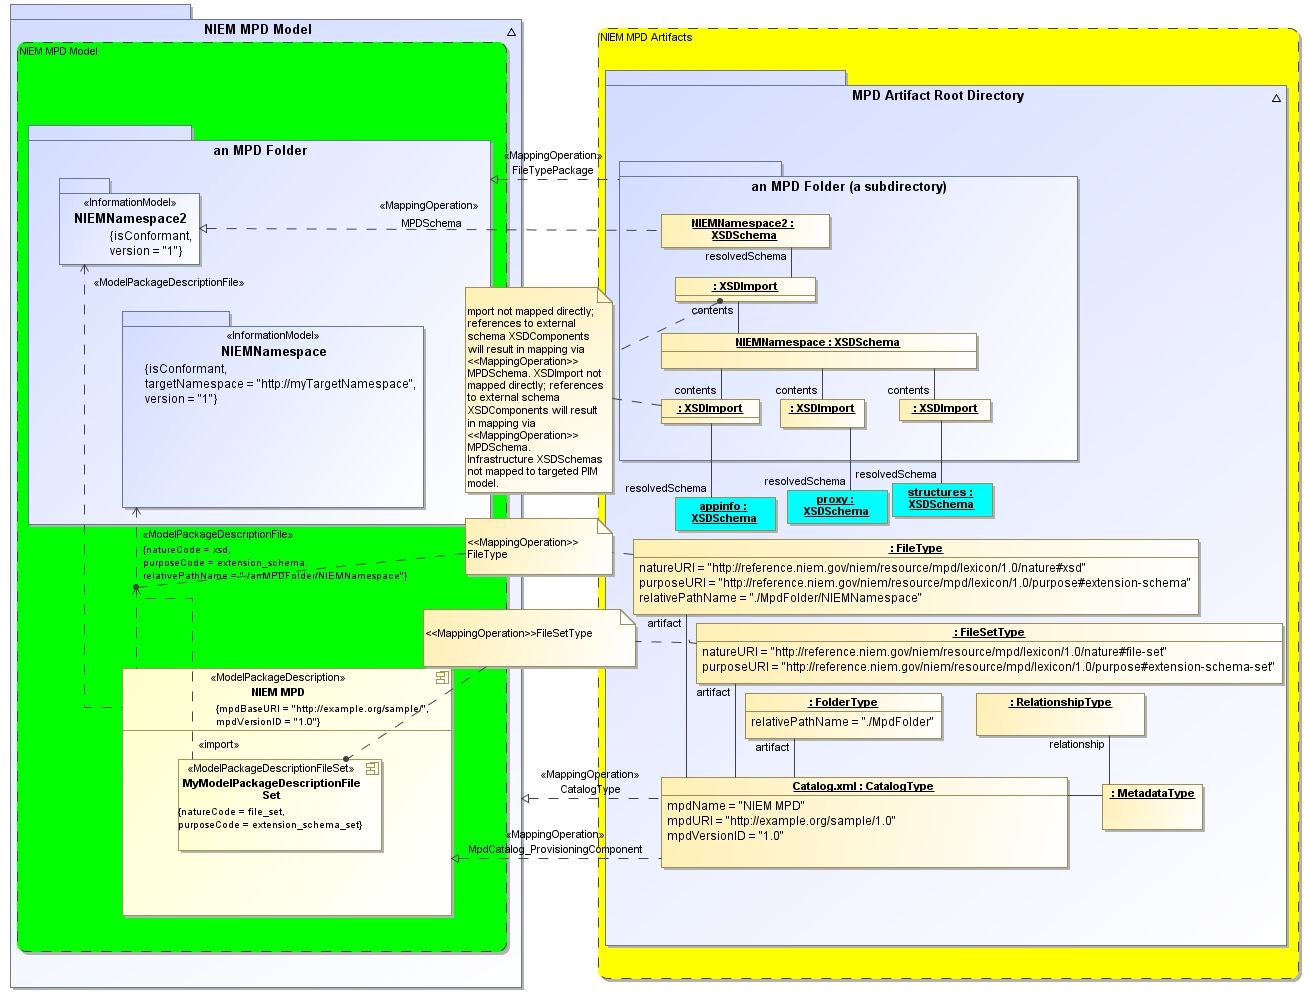 NIEM MPD Model
NIEM MPD Model
an MPD Folder
«InformationModel»
NIEMNamespace2
{isConformant,
version = "1"}
«ModelPackageDescriptionFile»
«InformationModel»
NIEMNamespace
{isConformant,
targetNamespace = "http://myTargetNamespace",
version = "1"}
«ModelPackageDescriptionFile»
{natureCode = xsd,
purposeCode = extension_schema,
relativePathName = "./anMPDFolder/NIEMNamespace"}
«ModelPackageDescription»
NIEM MPD
{mpdBaseURI = "http://example.org/sample/",
mpdVersionID = "1.0"}
«import»
«ModelPackageDescriptionFileSet»
MyModelPackageDescriptionFile
Set
{natureCode = file_set,
purposeCode = extension_schema_set}
«MappingOperation»
FileTypePackage
«MappingOperation»
MPDSchema
mport not mapped directly;
references to external
schema XSDComponents
will result in mapping via
<<MappingOperation>>
MPDSchema. XSDImport not
mapped directly; references
to external schema
XSDComponents will result
in mapping via
<<MappingOperation>>
MPDSchema.
Infrastructure XSDSchemas
not mapped to targeted PIM
model.
<<MappingOperation>>
FileType
<<MappingOperation>>FileSetType
«MappingOperation»
CatalogType
«MappingOperation»
MpdCatalog_ProvisioningComponent
NIEM MPD Artifacts
MPD Artifact Root Directory
an MPD Folder (a subdirectory)
NIEMNamespace2 :
XSDSchema
resolvedSchema
: XSDImport
contents
NIEMNamespace : XSDSchema
contents
contents
contents
: XSDImport
: XSDImport
: XSDImport
resolvedSchema
resolvedSchema
resolvedSchema
appinfo :
XSDSchema
proxy :
XSDSchema
structures :
XSDSchema
: FileType
natureURI = "http://reference.niem.gov/niem/resource/mpd/lexicon/1.0/nature#xsd"
purposeURI = "http://reference.niem.gov/niem/resource/mpd/lexicon/1.0/purpose#extension-schema"
relativePathName = "./MpdFolder/NIEMNamespace"
artifact
: FileSetType
natureURI = "http://reference.niem.gov/niem/resource/mpd/lexicon/1.0/nature#file-set"
purposeURI = "http://reference.niem.gov/niem/resource/mpd/lexicon/1.0/purpose#extension-schema-set"
artifact
: FolderType
relativePathName = "./MpdFolder"
artifact
: RelationshipType
relationship
Catalog.xml : CatalogType
mpdName = "NIEM MPD"
mpdURI = "http://example.org/sample/1.0"
mpdVersionID = "1.0"
: MetadataType